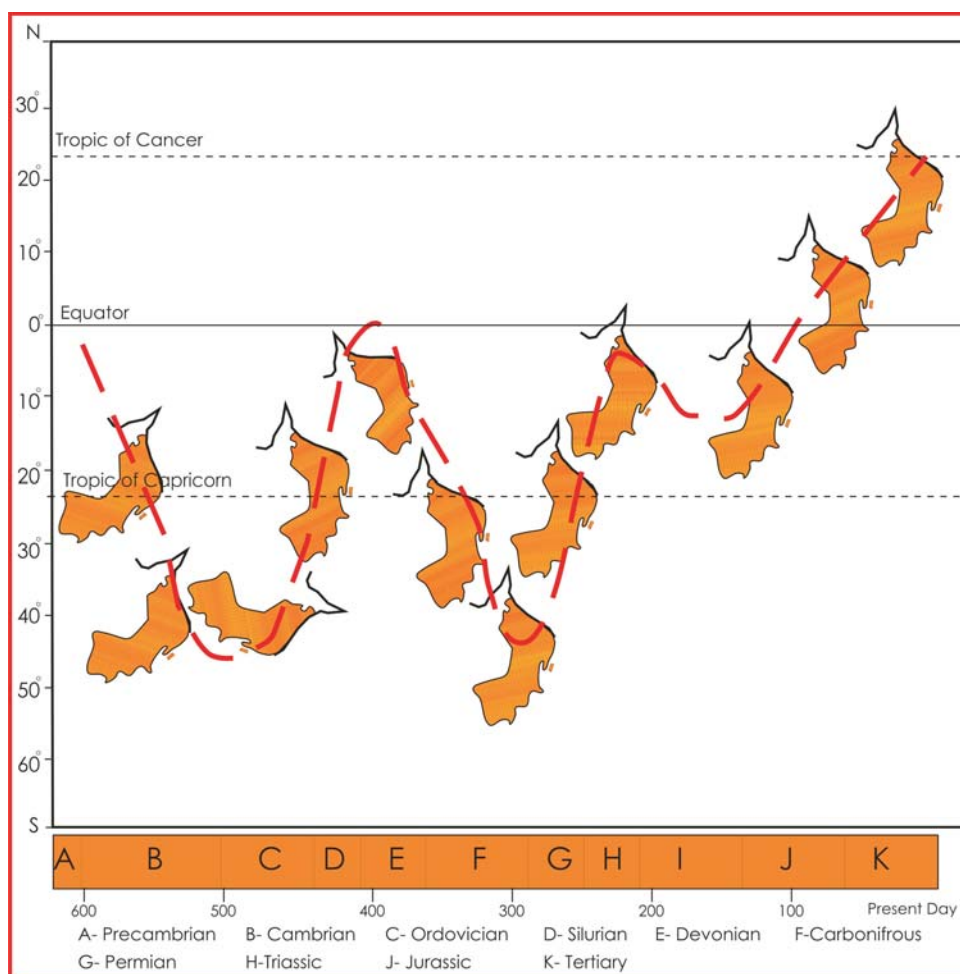 N
30°
Tropic of Cancer
20°
10°
Equator
0°
10°
20°
Tropic of Capricorn
30°
40°
50°
60°
S
A B C D E F G H I J K
600 500 400 300 200 100 Present Day
A- Precambrian B- Cambrian C- Ordovician D- Silurian E- Devonian F-Carbonifrous
G- Permian H-Triassic J- Jurassic K- Tertiary